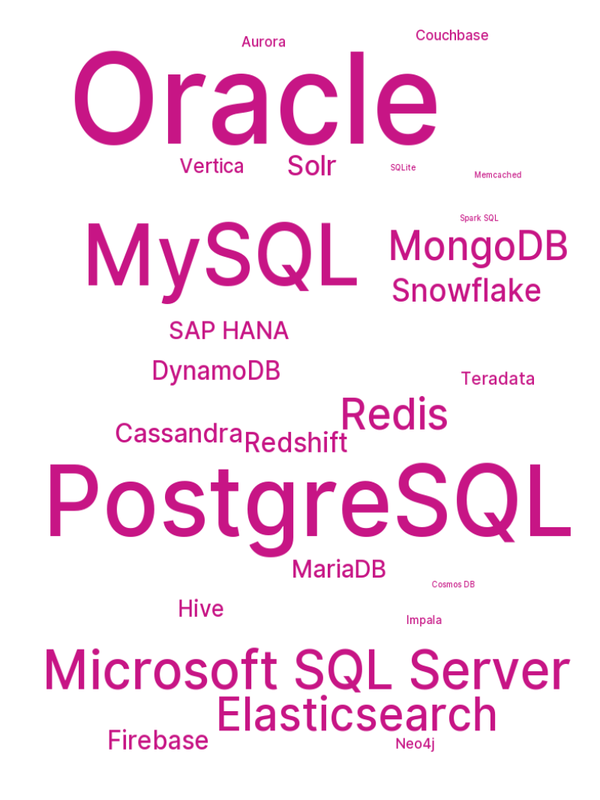 Couchbase
Aurora
Oracle
Vertica
Solr
SQLite
Memcached
Spark SQL
MySQL
MongoDB
Snowflake
SAP HANA
DynamoDB
Teradata
Redis
Cassandra
Redshift
PostgreSQL
MariaDB
Cosmos DB
Hive
Impala
Microsoft SQL Server
Elasticsearch
Firebase
Neo4j